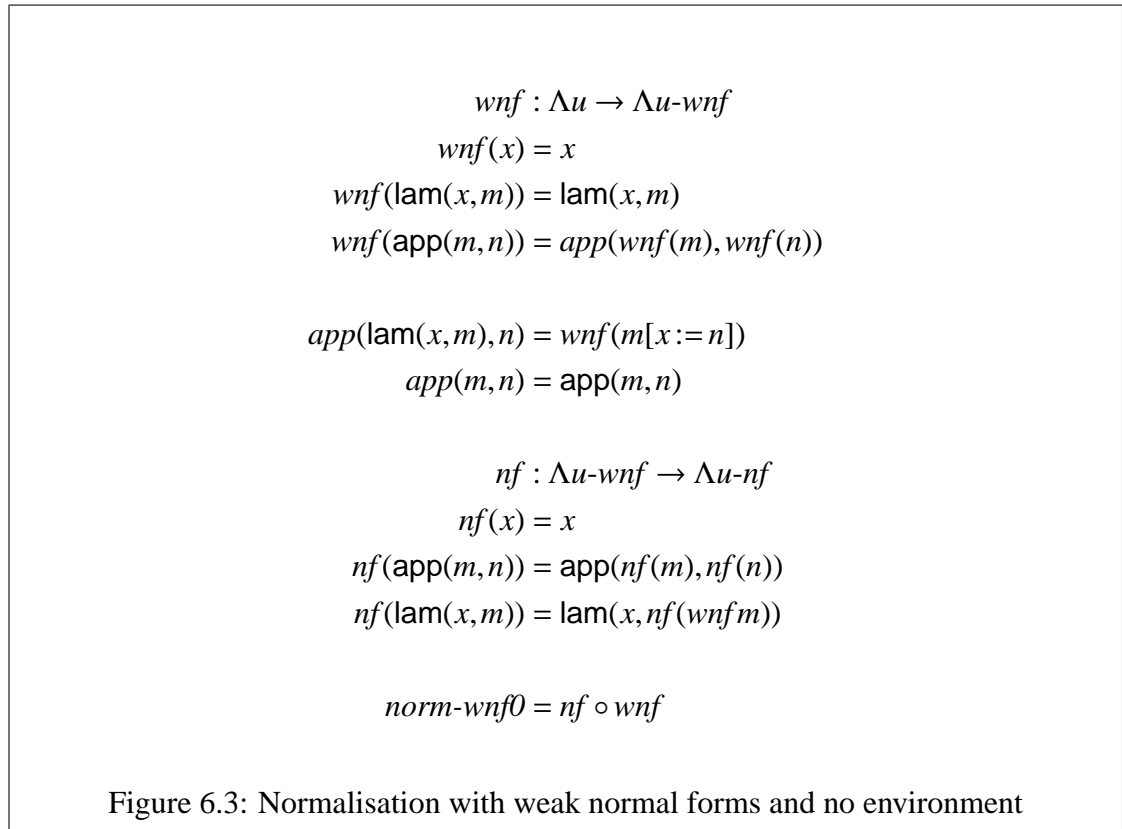 wnf : Λu → Λu-wnf
wnf(x) = x
wnf(lam(x,m)) = lam(x,m)
wnf(app(m,n)) = app(wnf(m),wnf(n))
app(lam(x,m),n) = wnf(m[x:=n])
app(m,n) = app(m,n)
nf : Λu-wnf → Λu-nf
nf(x) = x
nf(app(m,n)) = app(nf(m),nf(n))
nf(lam(x,m)) = lam(x,nf(wnfm))
norm-wnf0 = nf ∘ wnf
Figure 6.3: Normalisation with weak normal forms and no environment